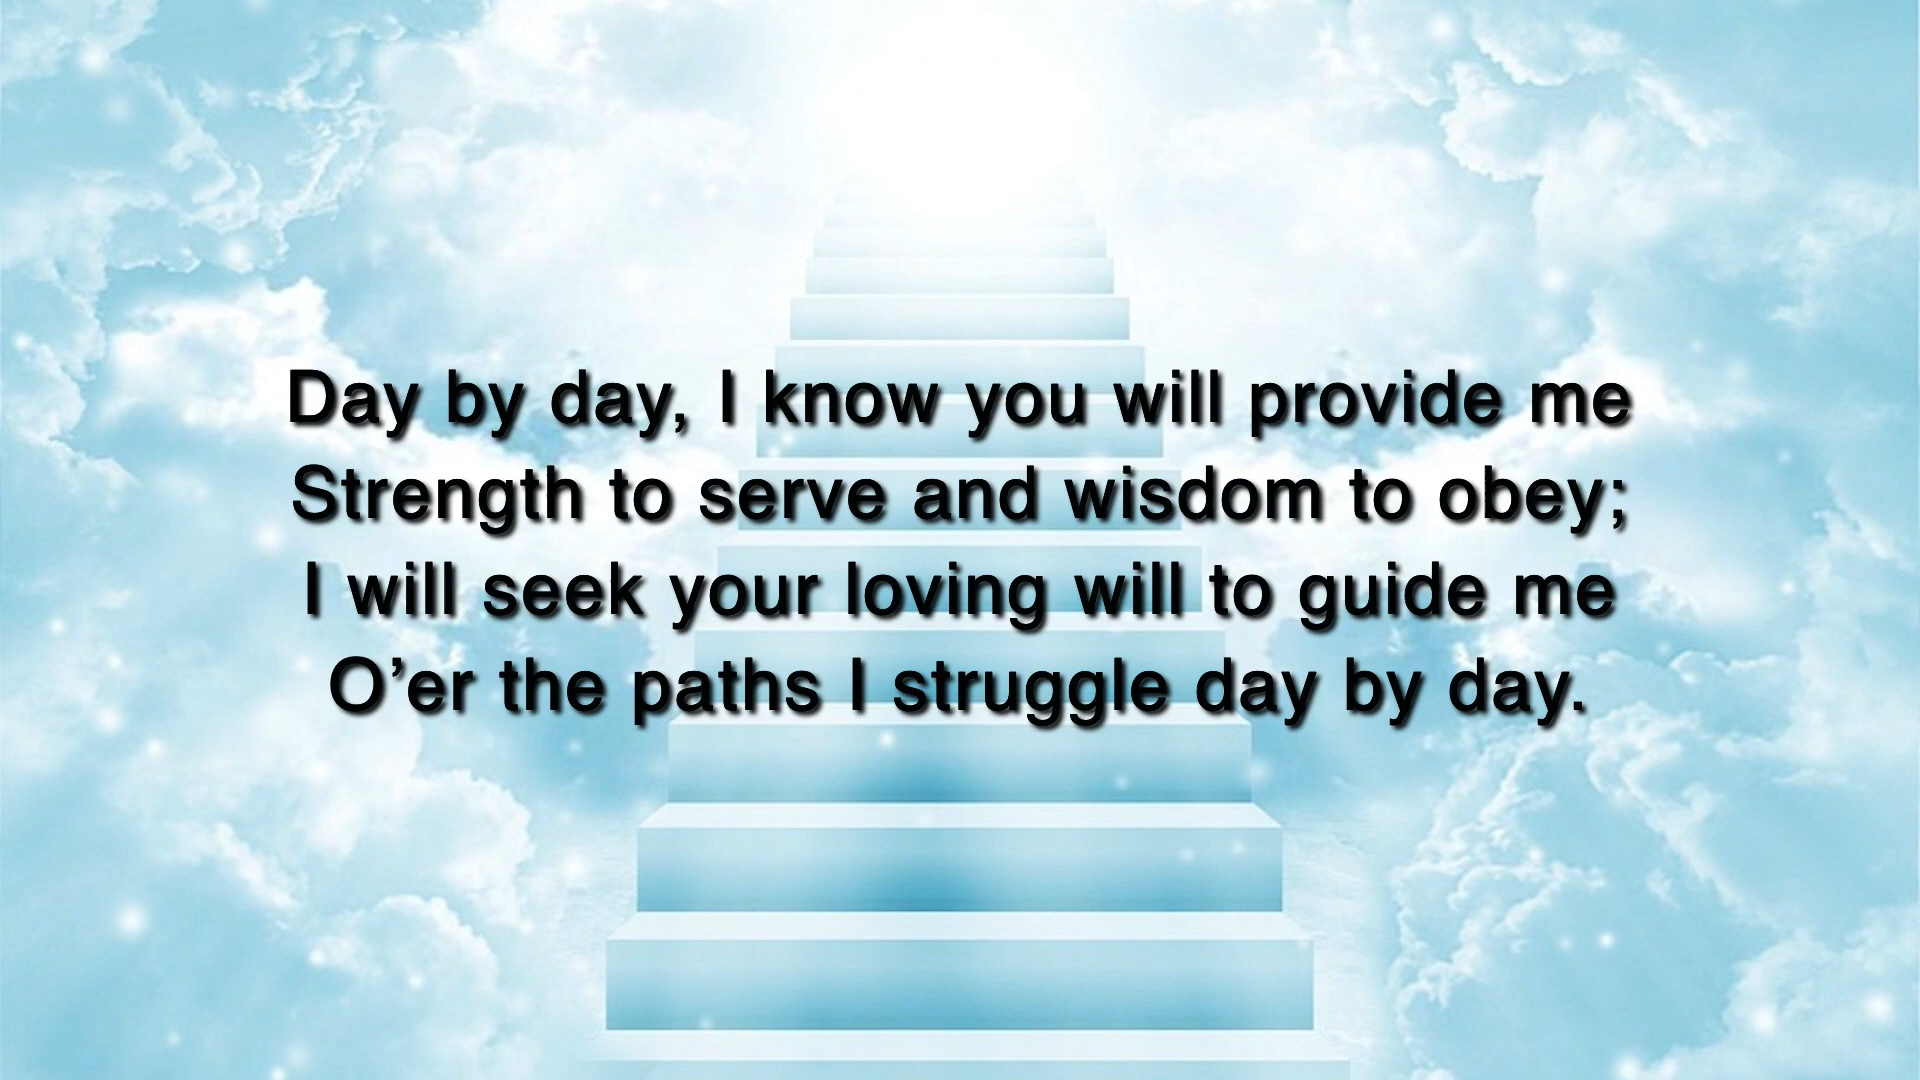 Day by day, I know you will provide me
Strength to serve and wisdom to obey;
I will seek your loving will to guide me
O’er the paths I struggle day by day.